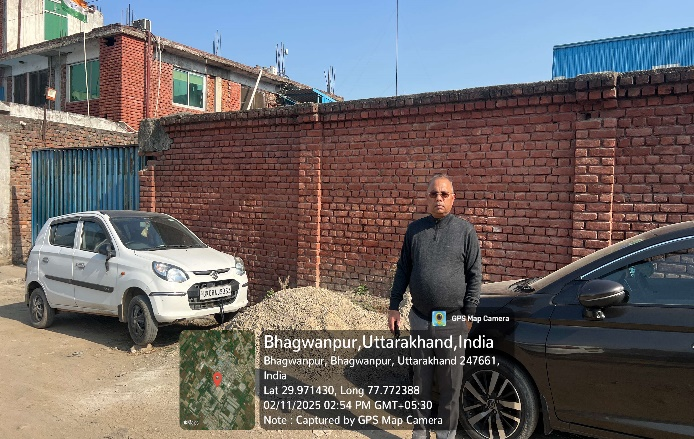 GPS Map Camera
Bhagwanpur,Uttarakhand,India
Bhagwanpur, Bhagwanpur, Uttarakhand 247661,
India
Lat 29.971430, Long 77.772388
02/11/2025 02:54 PM GMT+05:30
Note : Captured by GPS Map Camera